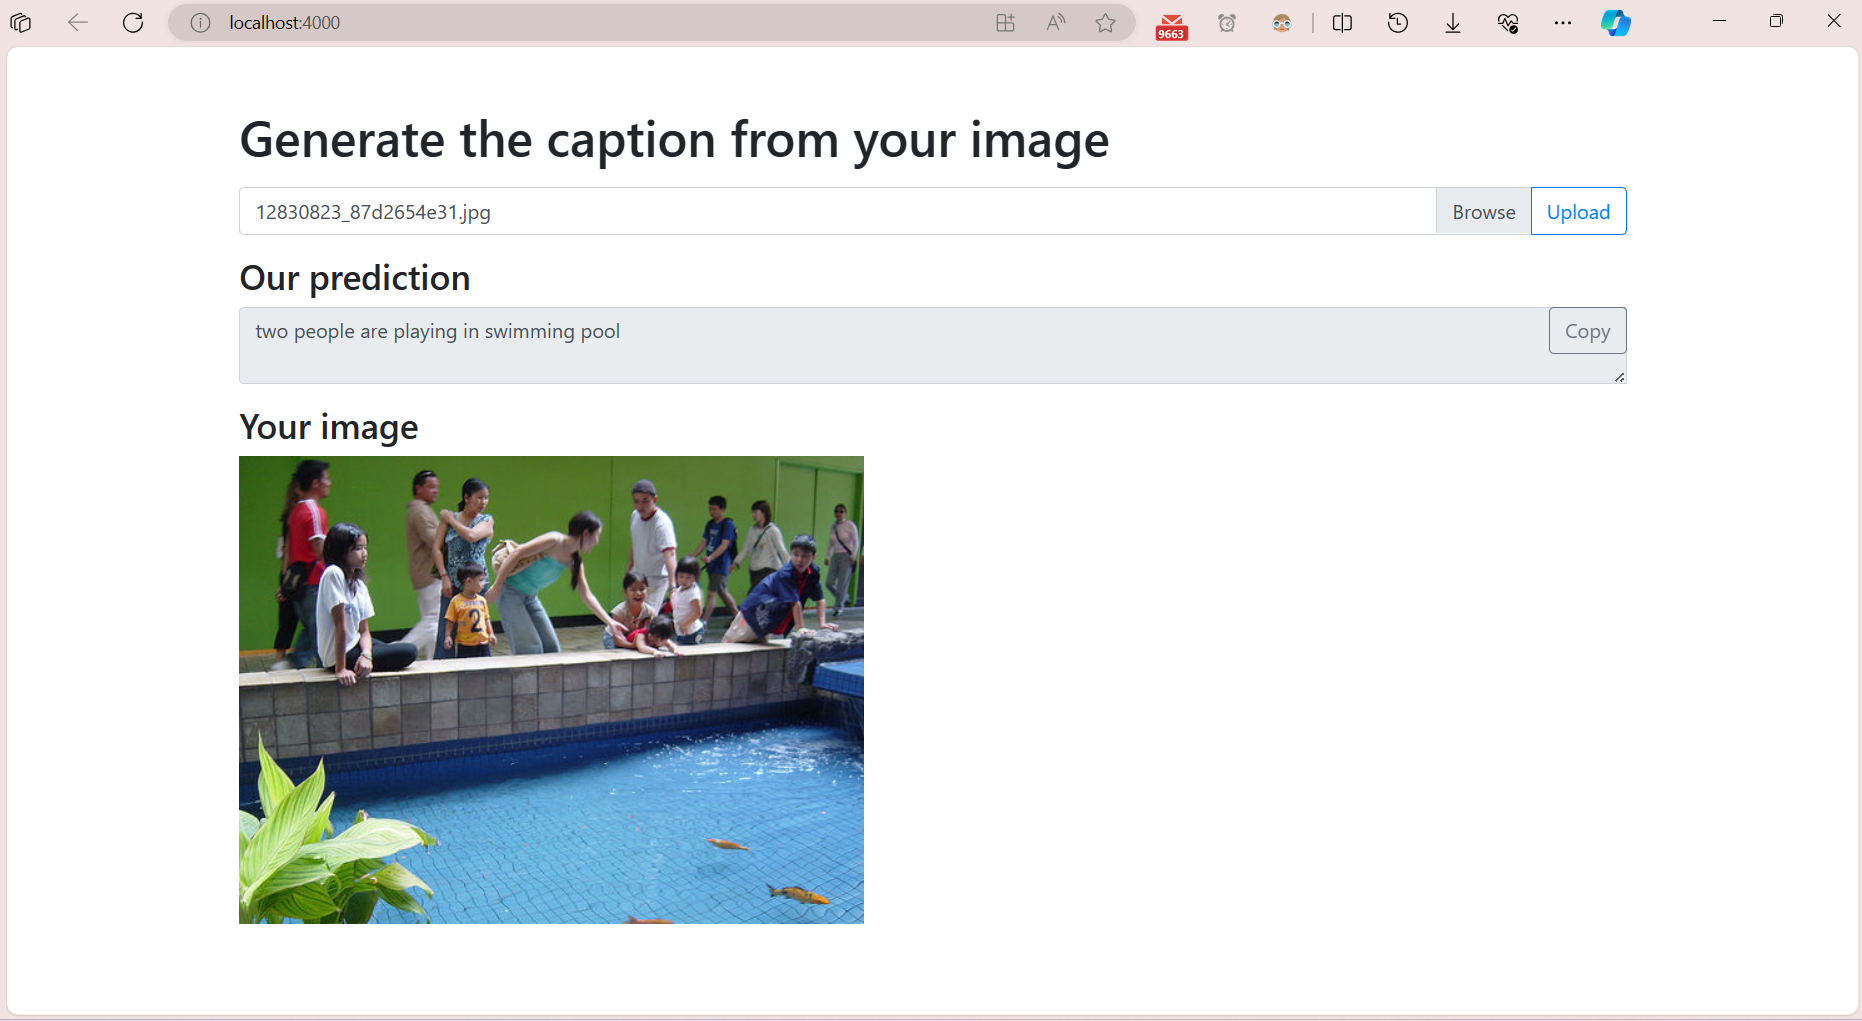 localhost:4000
9663
Generate the caption from your image
12830823_87d2654e31.jpg
Browse
Upload
Our prediction
two people are playing in swimming pool
Copy
Your image
2